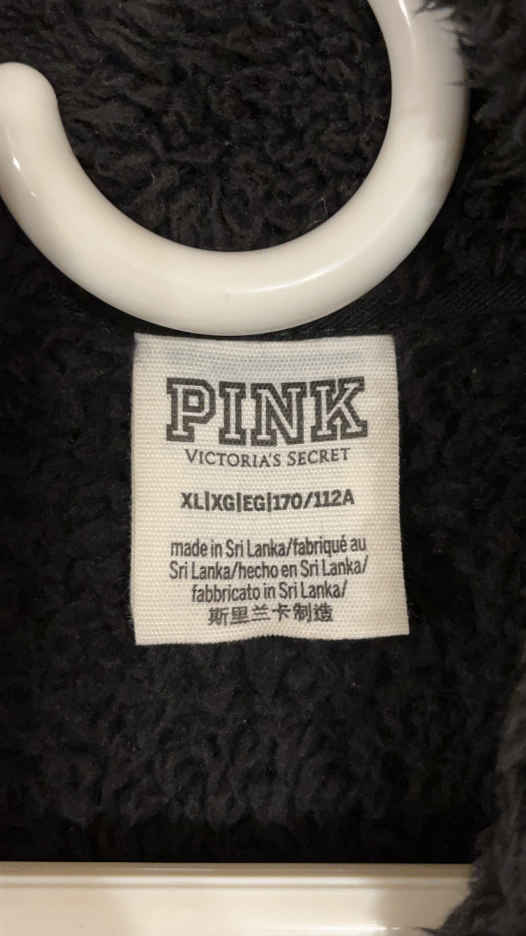 PINK
VICTORIA'S SECRET
XL|XG|EG|170/112A
made in Sri Lanka/fabriqué au
Sri Lanka/hecho en Sri Lanka/
fabbricato in Sri Lanka/
斯里兰卡制造